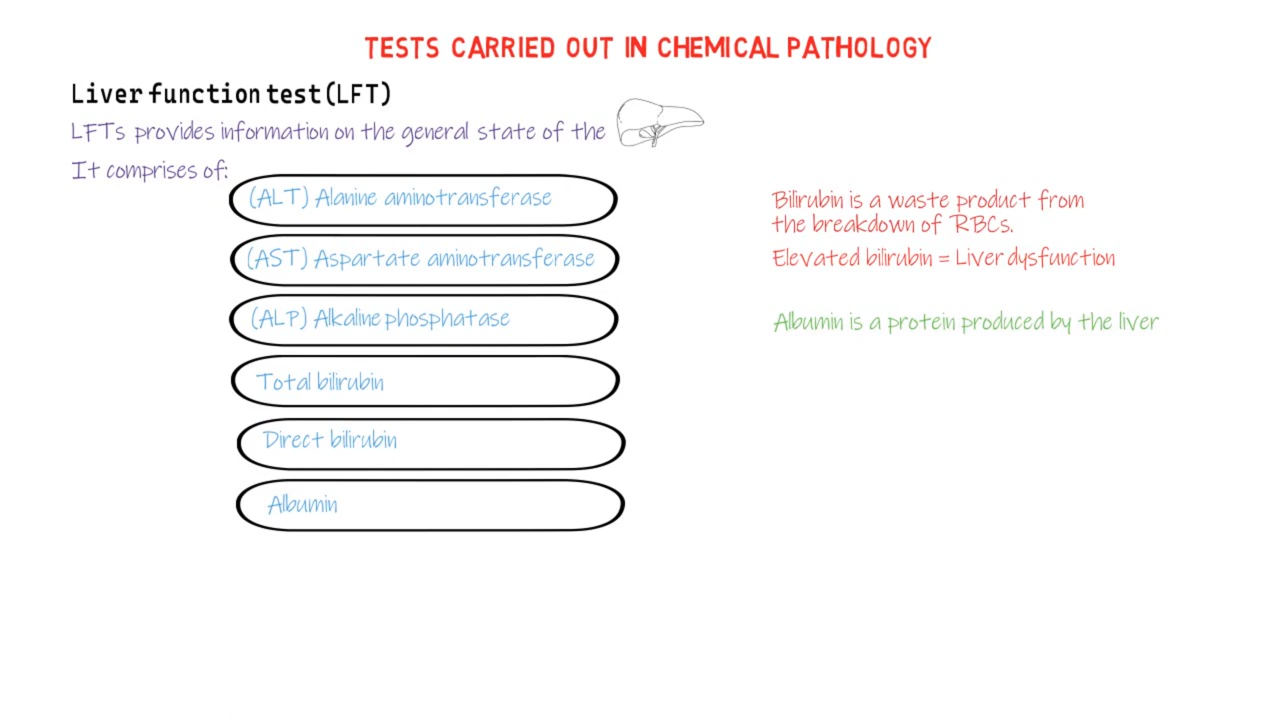 TESTS CARRIED OUT IN CHEMICAL PATHOLOGY
Liver function test (LFT)
LFTs provides information on the general state of the
It comprises of:
(ALT) Alanine aminotransferase
(AST) Aspartate aminotransferase
(ALP) Alkaline phosphatase
Total bilirubin
Direct bilirubin
Albumin
Bilirubin is a waste product from
the breakdown of RBCs.
Elevated bilirubin = Liver dysfunction
Albumin is a protein produced by the liver